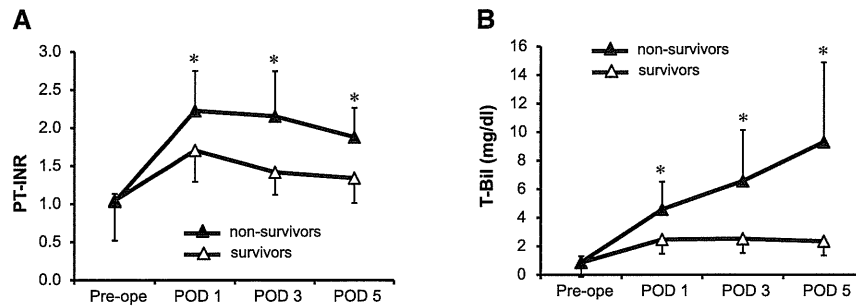 A
PT-INR
3.0
2.5
2.0
1.5
1.0
0.5
0.0
*
*
*
non-survivors
survivors
Pre-ope POD 1 POD 3 POD 5
B
T-Bil (mg/dl)
16
14
12
10
8
6
4
2
0
non-survivors
survivors
*
*
*
Pre-ope POD 1 POD 3 POD 5